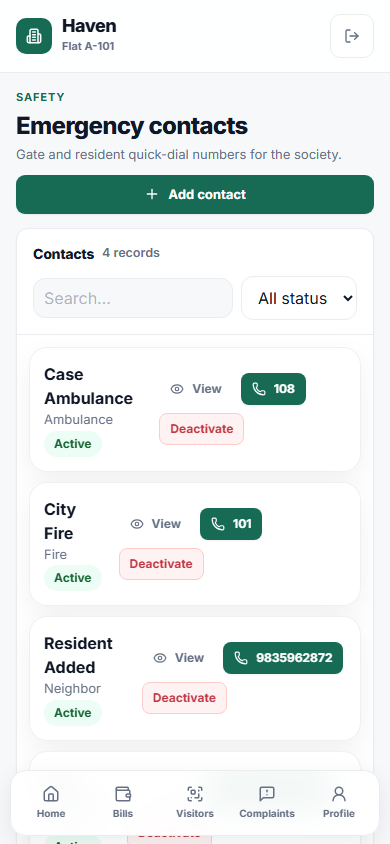 Haven
Flat A-101
SAFETY
Emergency contacts
Gate and resident quick-dial numbers for the society.
Add contact
Contacts 4 records
Search...
All status
Case
Ambulance
Ambulance
Active
View
108
Deactivate
City
Fire
Fire
Active
View
101
Deactivate
Resident
Added
Neighbor
Active
View
9835962872
Deactivate
Home
Bills
Visitors
Complaints
Profile